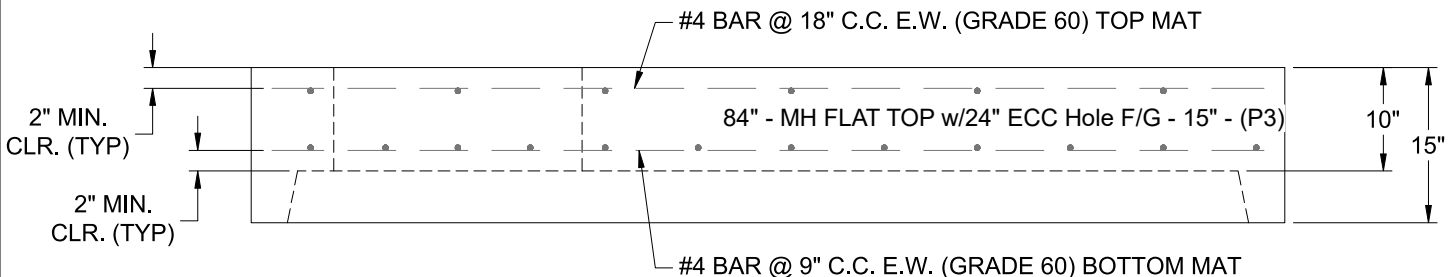 #4 BAR @ 18" C.C. E.W. (GRADE 60) TOP MAT
2" MIN.
CLR. (TYP)
84" - MH FLAT TOP w/24" ECC Hole F/G - 15" - (P3)
10"
15"
2" MIN.
CLR. (TYP)
#4 BAR @ 9" C.C. E.W. (GRADE 60) BOTTOM MAT